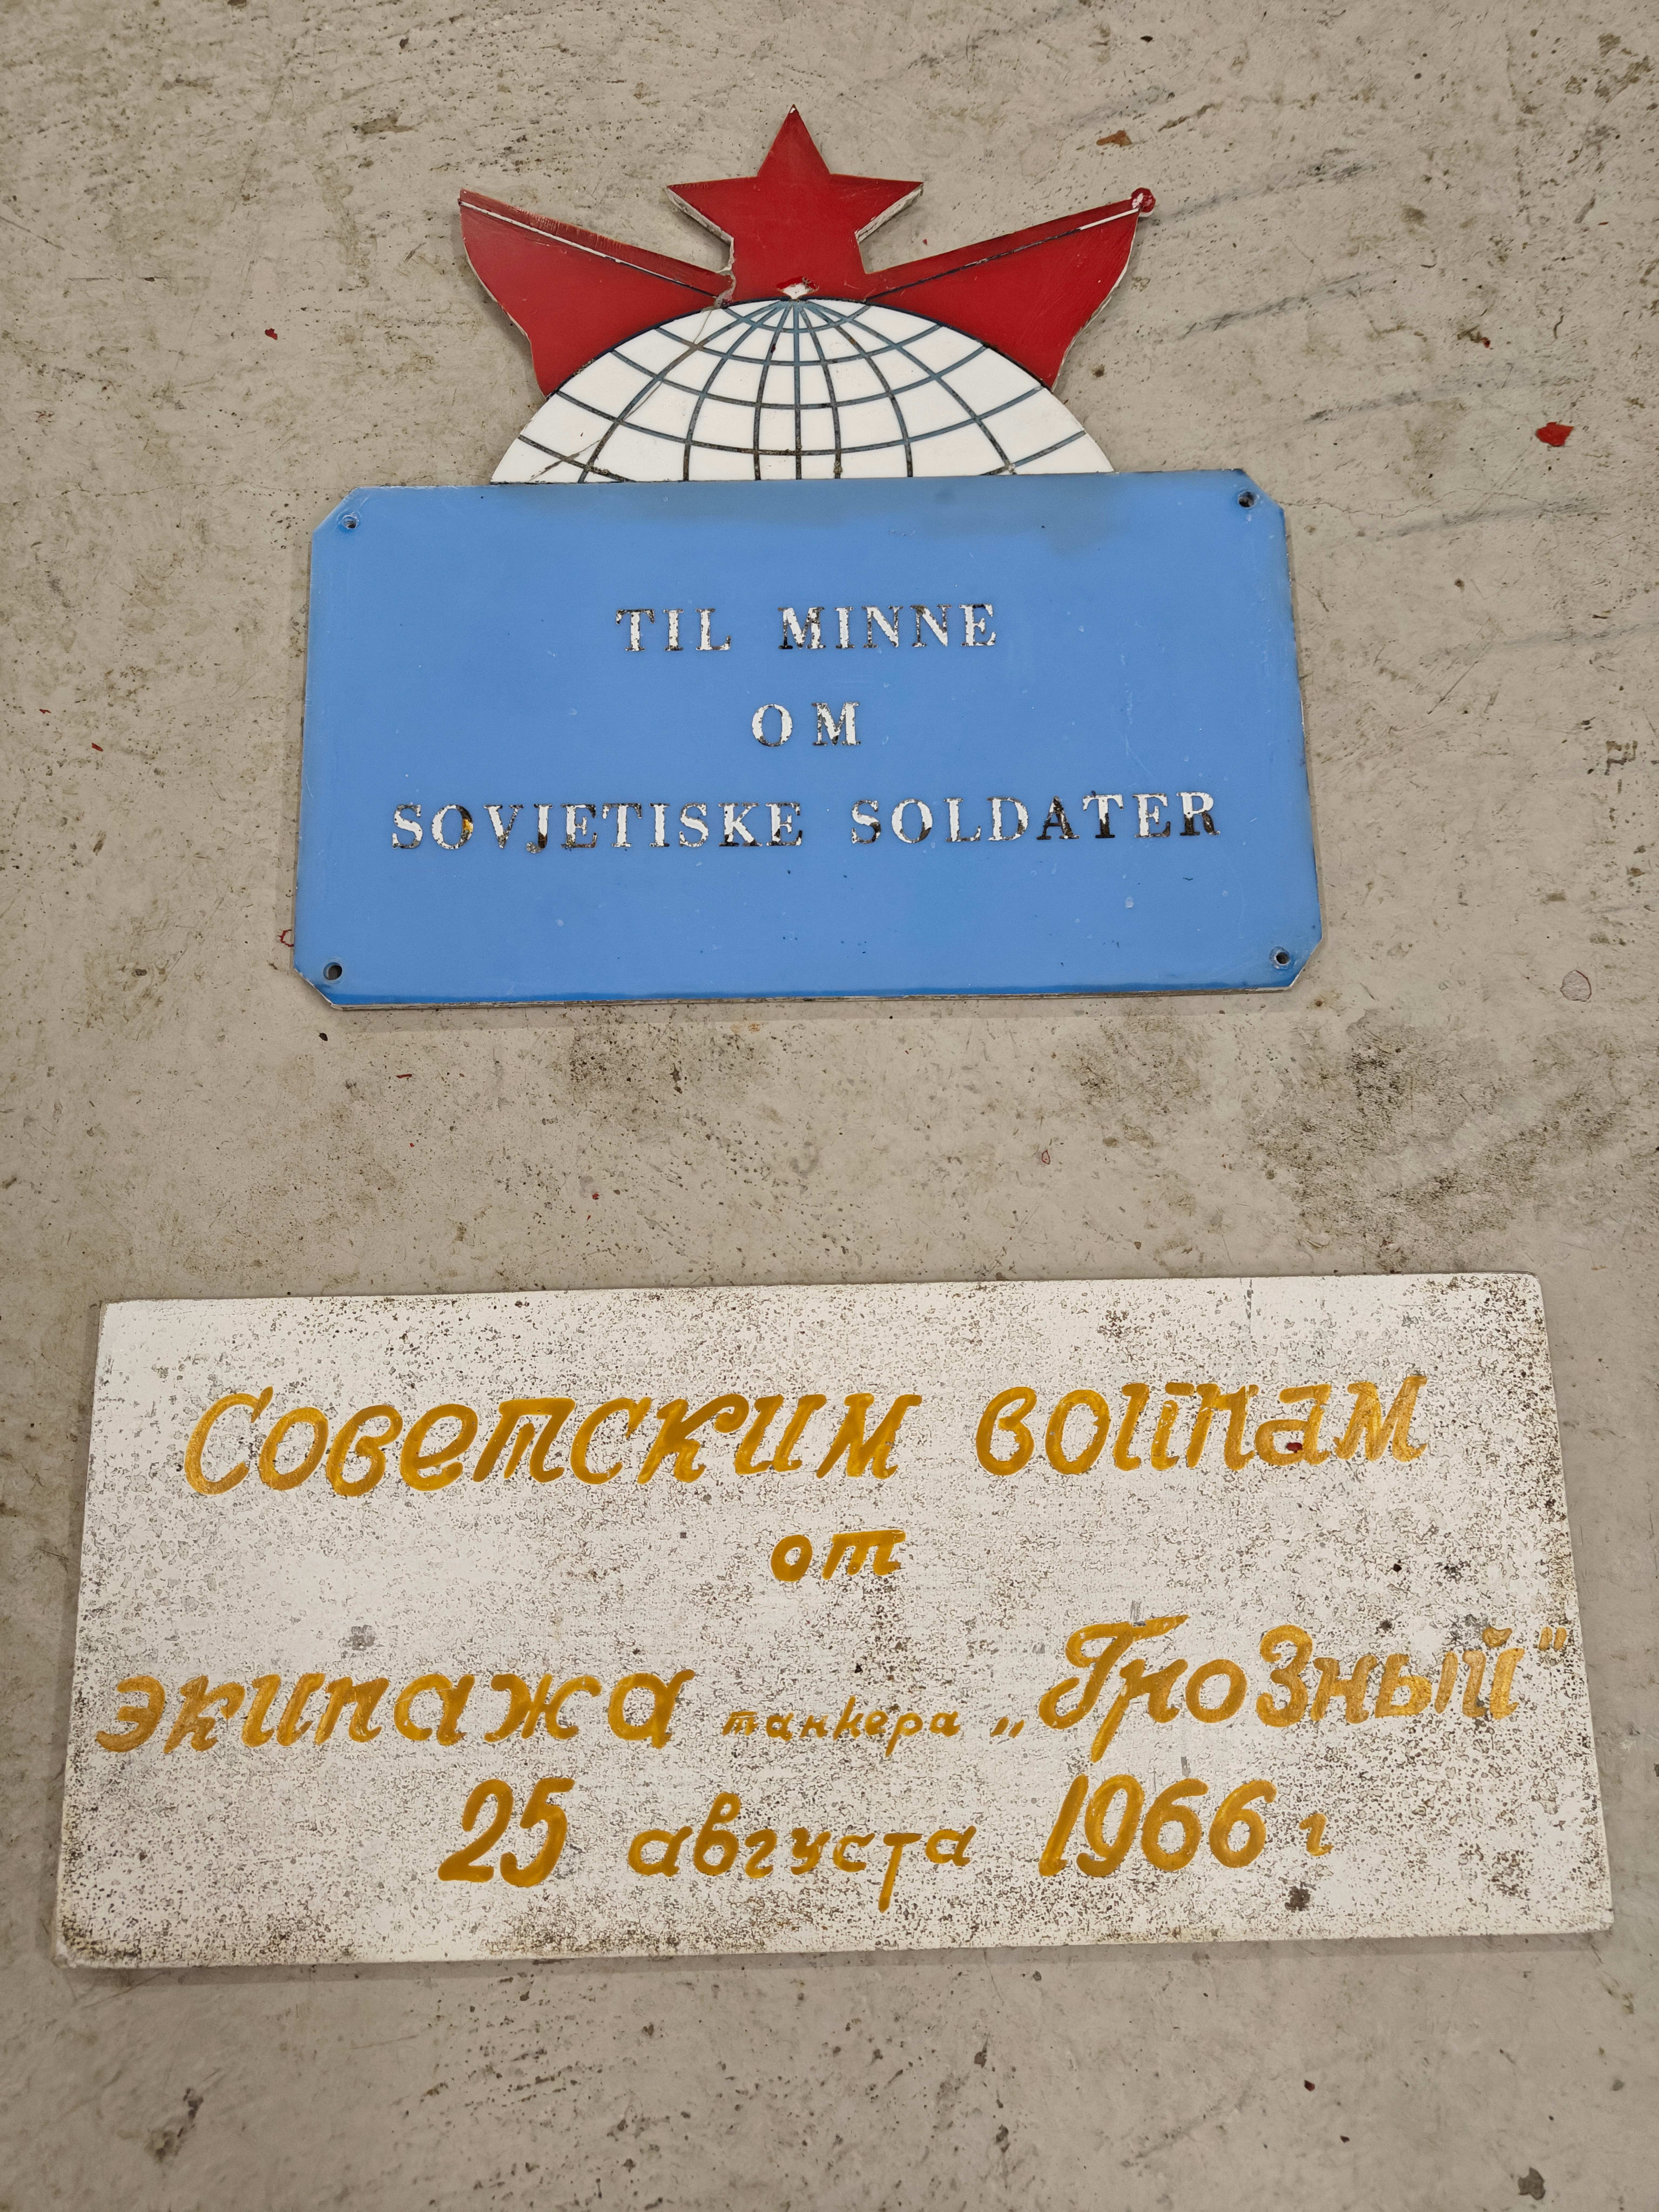 TIL MINNE
OM
SOVJETISKE SOLDATER
Советским воинам
от
экипажа танкера „Грозный"
25 августа 1966 г